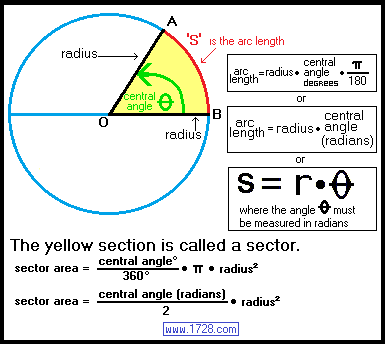 A
'S' is the arc length
radius
central
angle θ
O
B
radius
arc length = radius • central angle degrees • π / 180
or
arc length = radius • central angle (radians)
or
s = r • θ
where the angle θ must
be measured in radians
The yellow section is called a sector.
sector area = central angle° / 360° • π • radius²
sector area = central angle (radians) / 2 • radius²
www.1728.com